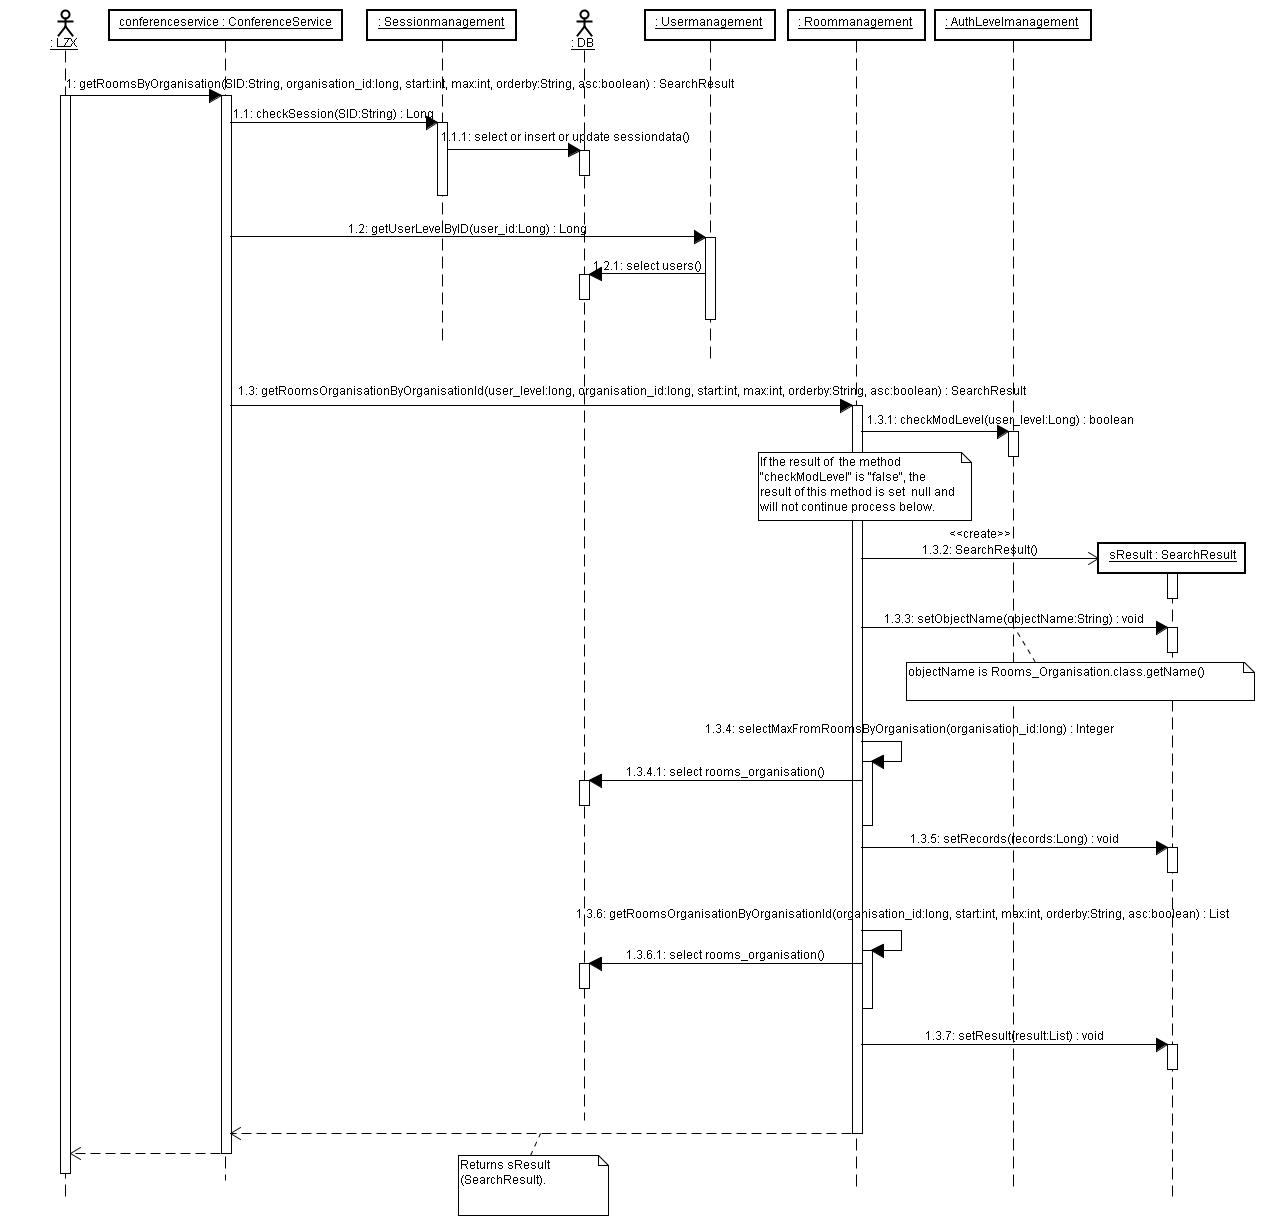 : LZX
conferenceservice : ConferenceService
: Sessionmanagement
: DB
: Usermanagement
: Roommanagement
: AuthLevelmanagement
1: getRoomsByOrganisation(SID:String, organisation_id:long, start:int, max:int, orderby:String, asc:boolean) : SearchResult
1.1: checkSession(SID:String) : Long
1.1.1: select or insert or update sessiondata()
1.2: getUserLevelByID(user_id:Long) : Long
1.2.1: select users()
1.3: getRoomsOrganisationByOrganisationId(user_level:long, organisation_id:long, start:int, max:int, orderby:String, asc:boolean) : SearchResult
1.3.1: checkModLevel(user_level:Long) : boolean
If the result of the method
"checkModLevel" is "false", the
result of this method is set null and
will not continue process below.
<<create>>
1.3.2: SearchResult()
sResult : SearchResult
1.3.3: setObjectName(objectName:String) : void
objectName is Rooms_Organisation.class.getName()
1.3.4: selectMaxFromRoomsByOrganisation(organisation_id:long) : Integer
1.3.4.1: select rooms_organisation()
1.3.5: setRecords(records:Long) : void
1.3.6: getRoomsOrganisationByOrganisationId(organisation_id:long, start:int, max:int, orderby:String, asc:boolean) : List
1.3.6.1: select rooms_organisation()
1.3.7: setResult(result:List) : void
Returns sResult
(SearchResult).